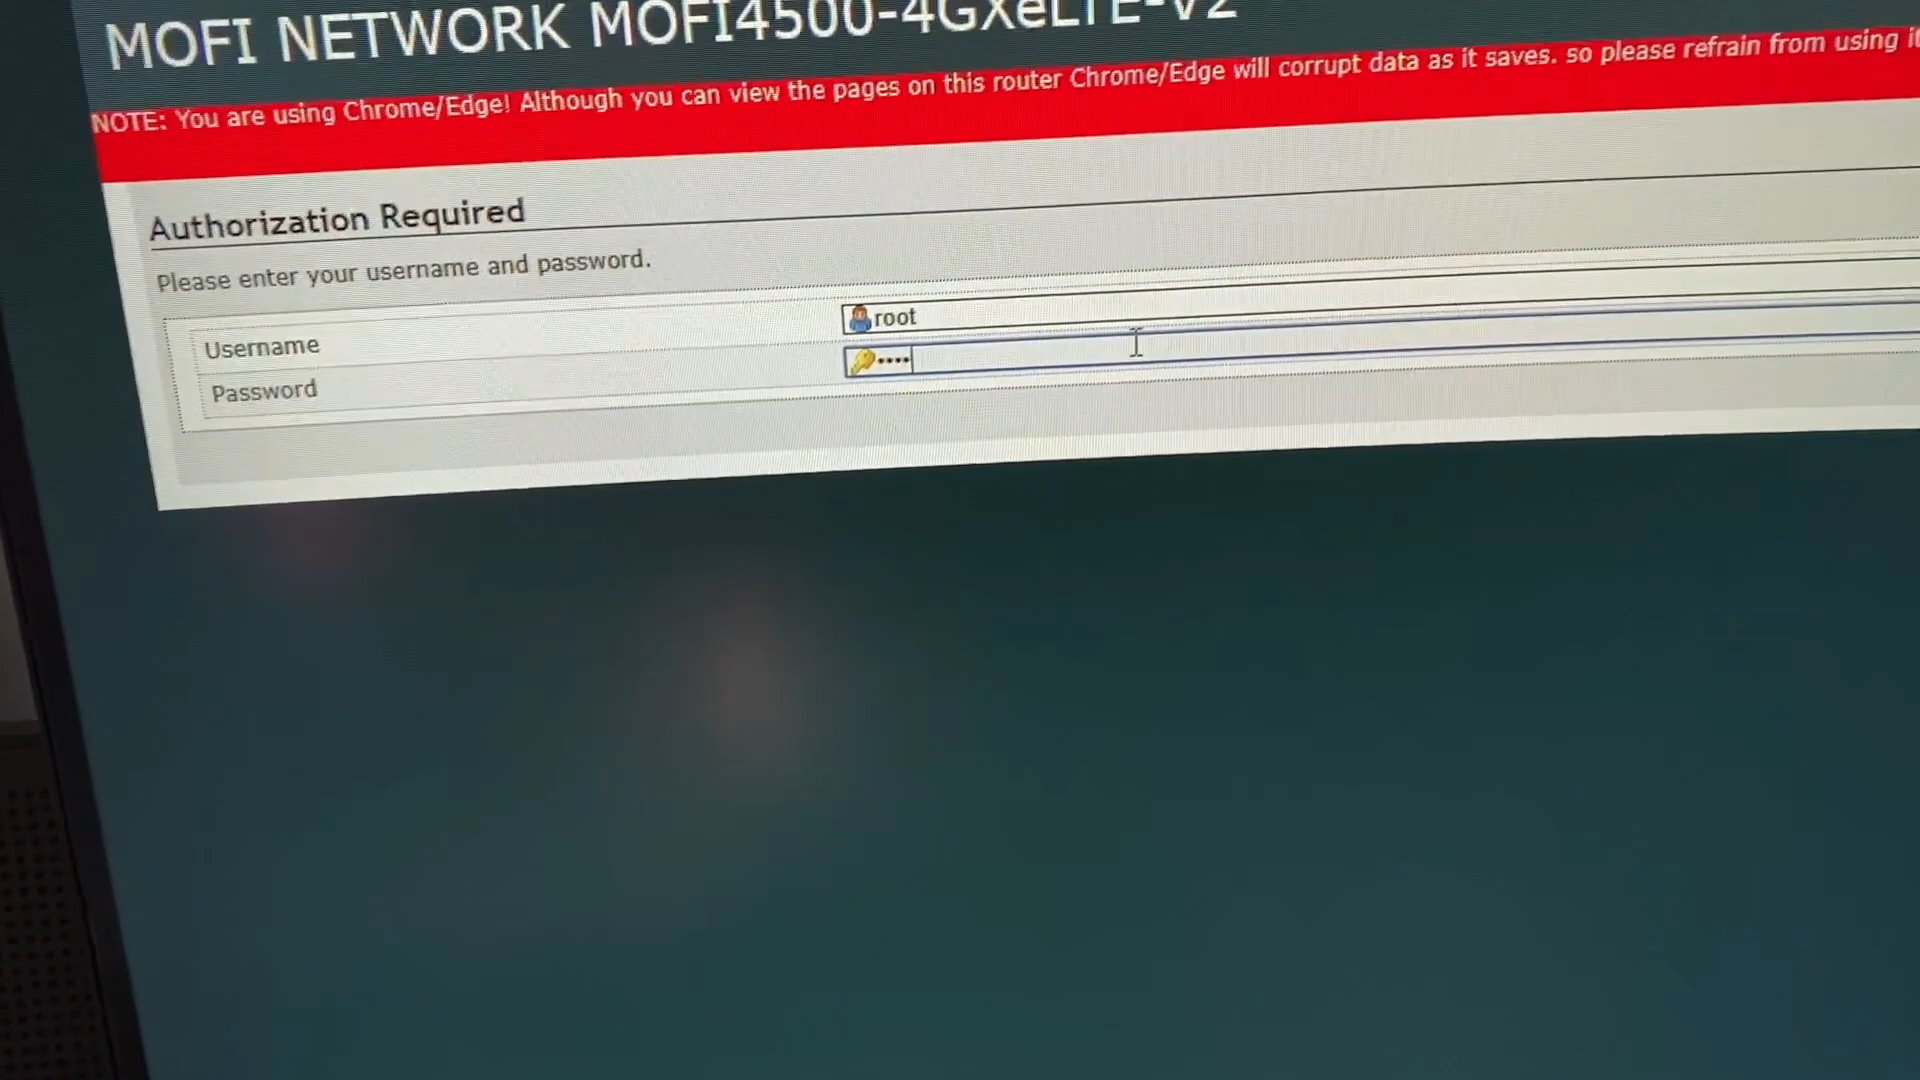 MOFI NETWORK MOFI4500-4GXeLTE-V2
NOTE: You are using Chrome/Edge! Although you can view the pages on this router Chrome/Edge will corrupt data as it saves. so please refrain from using it
Authorization Required
Please enter your username and password.
Username root
Password ••••